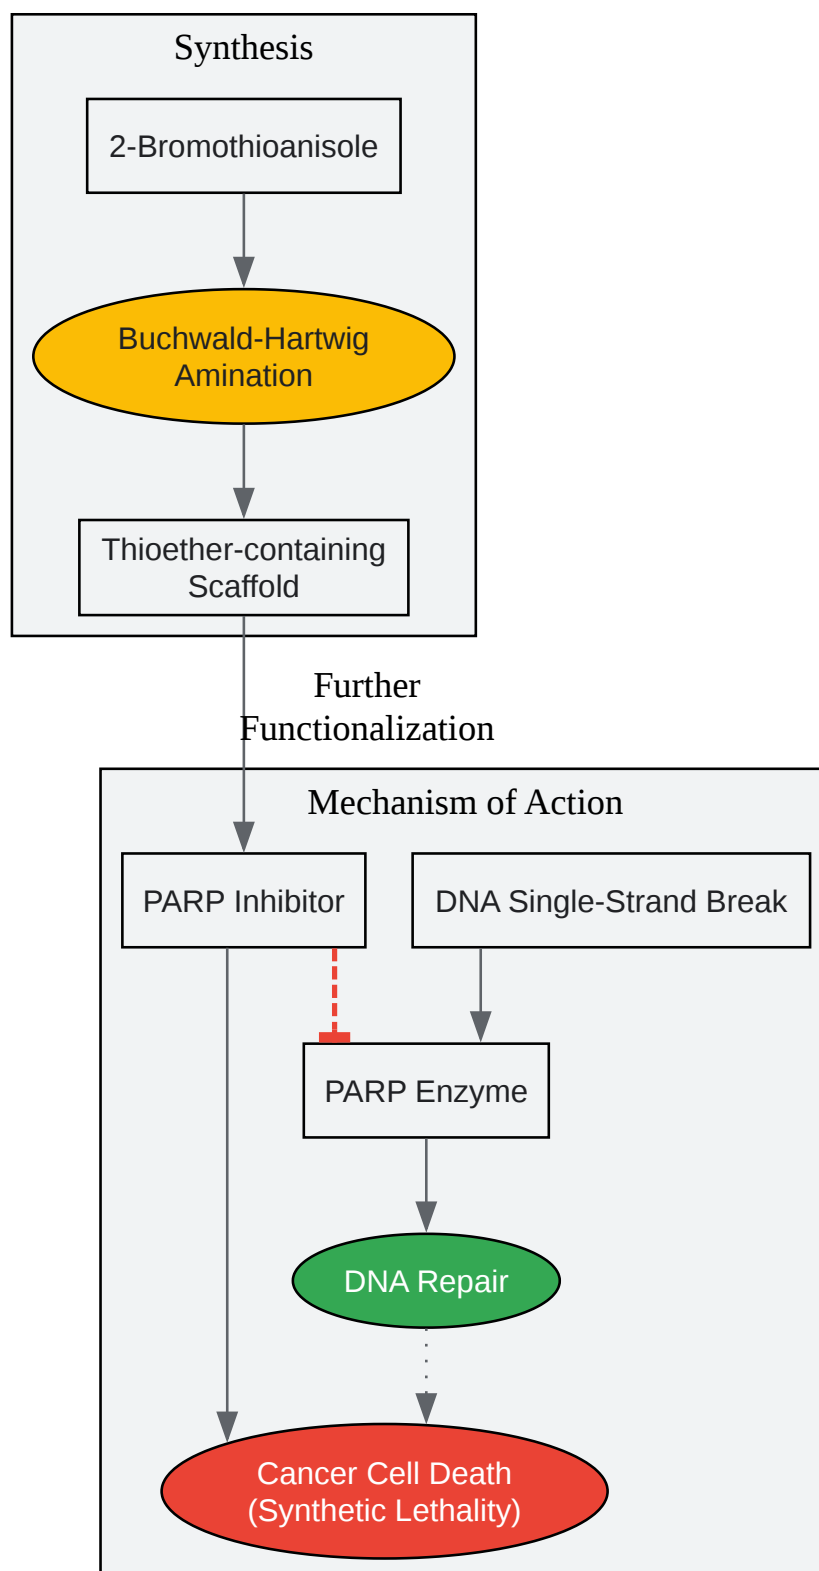 Synthesis
2-Bromothioanisole
Buchwald-Hartwig
Amination
Thioether-containing
Scaffold
Further
Functionalization
Mechanism of Action
PARP Inhibitor
DNA Single-Strand Break
PARP Enzyme
DNA Repair
Cancer Cell Death
(Synthetic Lethality)